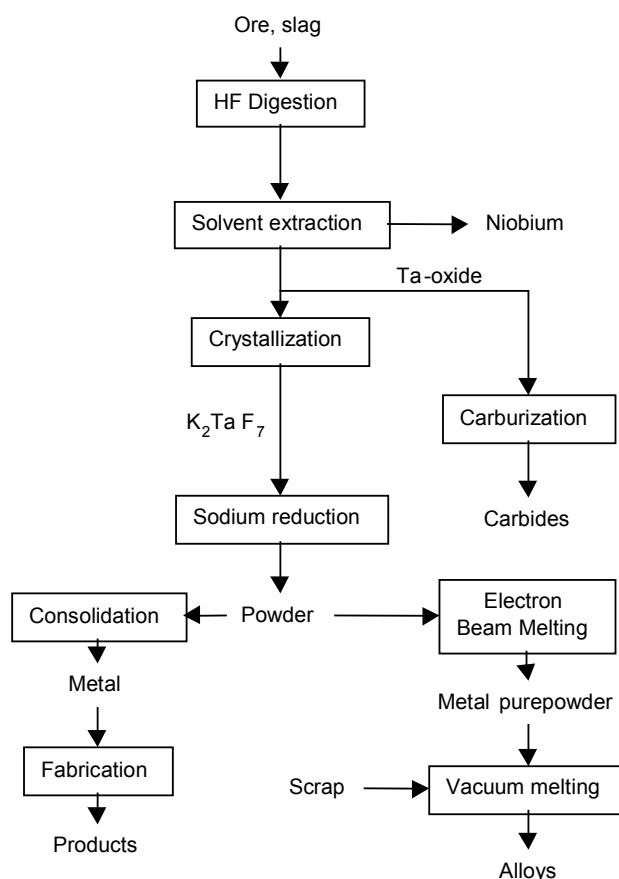 Ore, slag
HF Digestion
Solvent extraction
Niobium
Ta-oxide
Crystallization
K2Ta F7
Carburization
Carbides
Sodium reduction
Consolidation
Powder
Electron
Beam Melting
Metal
Metal purepowder
Fabrication
Scrap
Vacuum melting
Products
Alloys